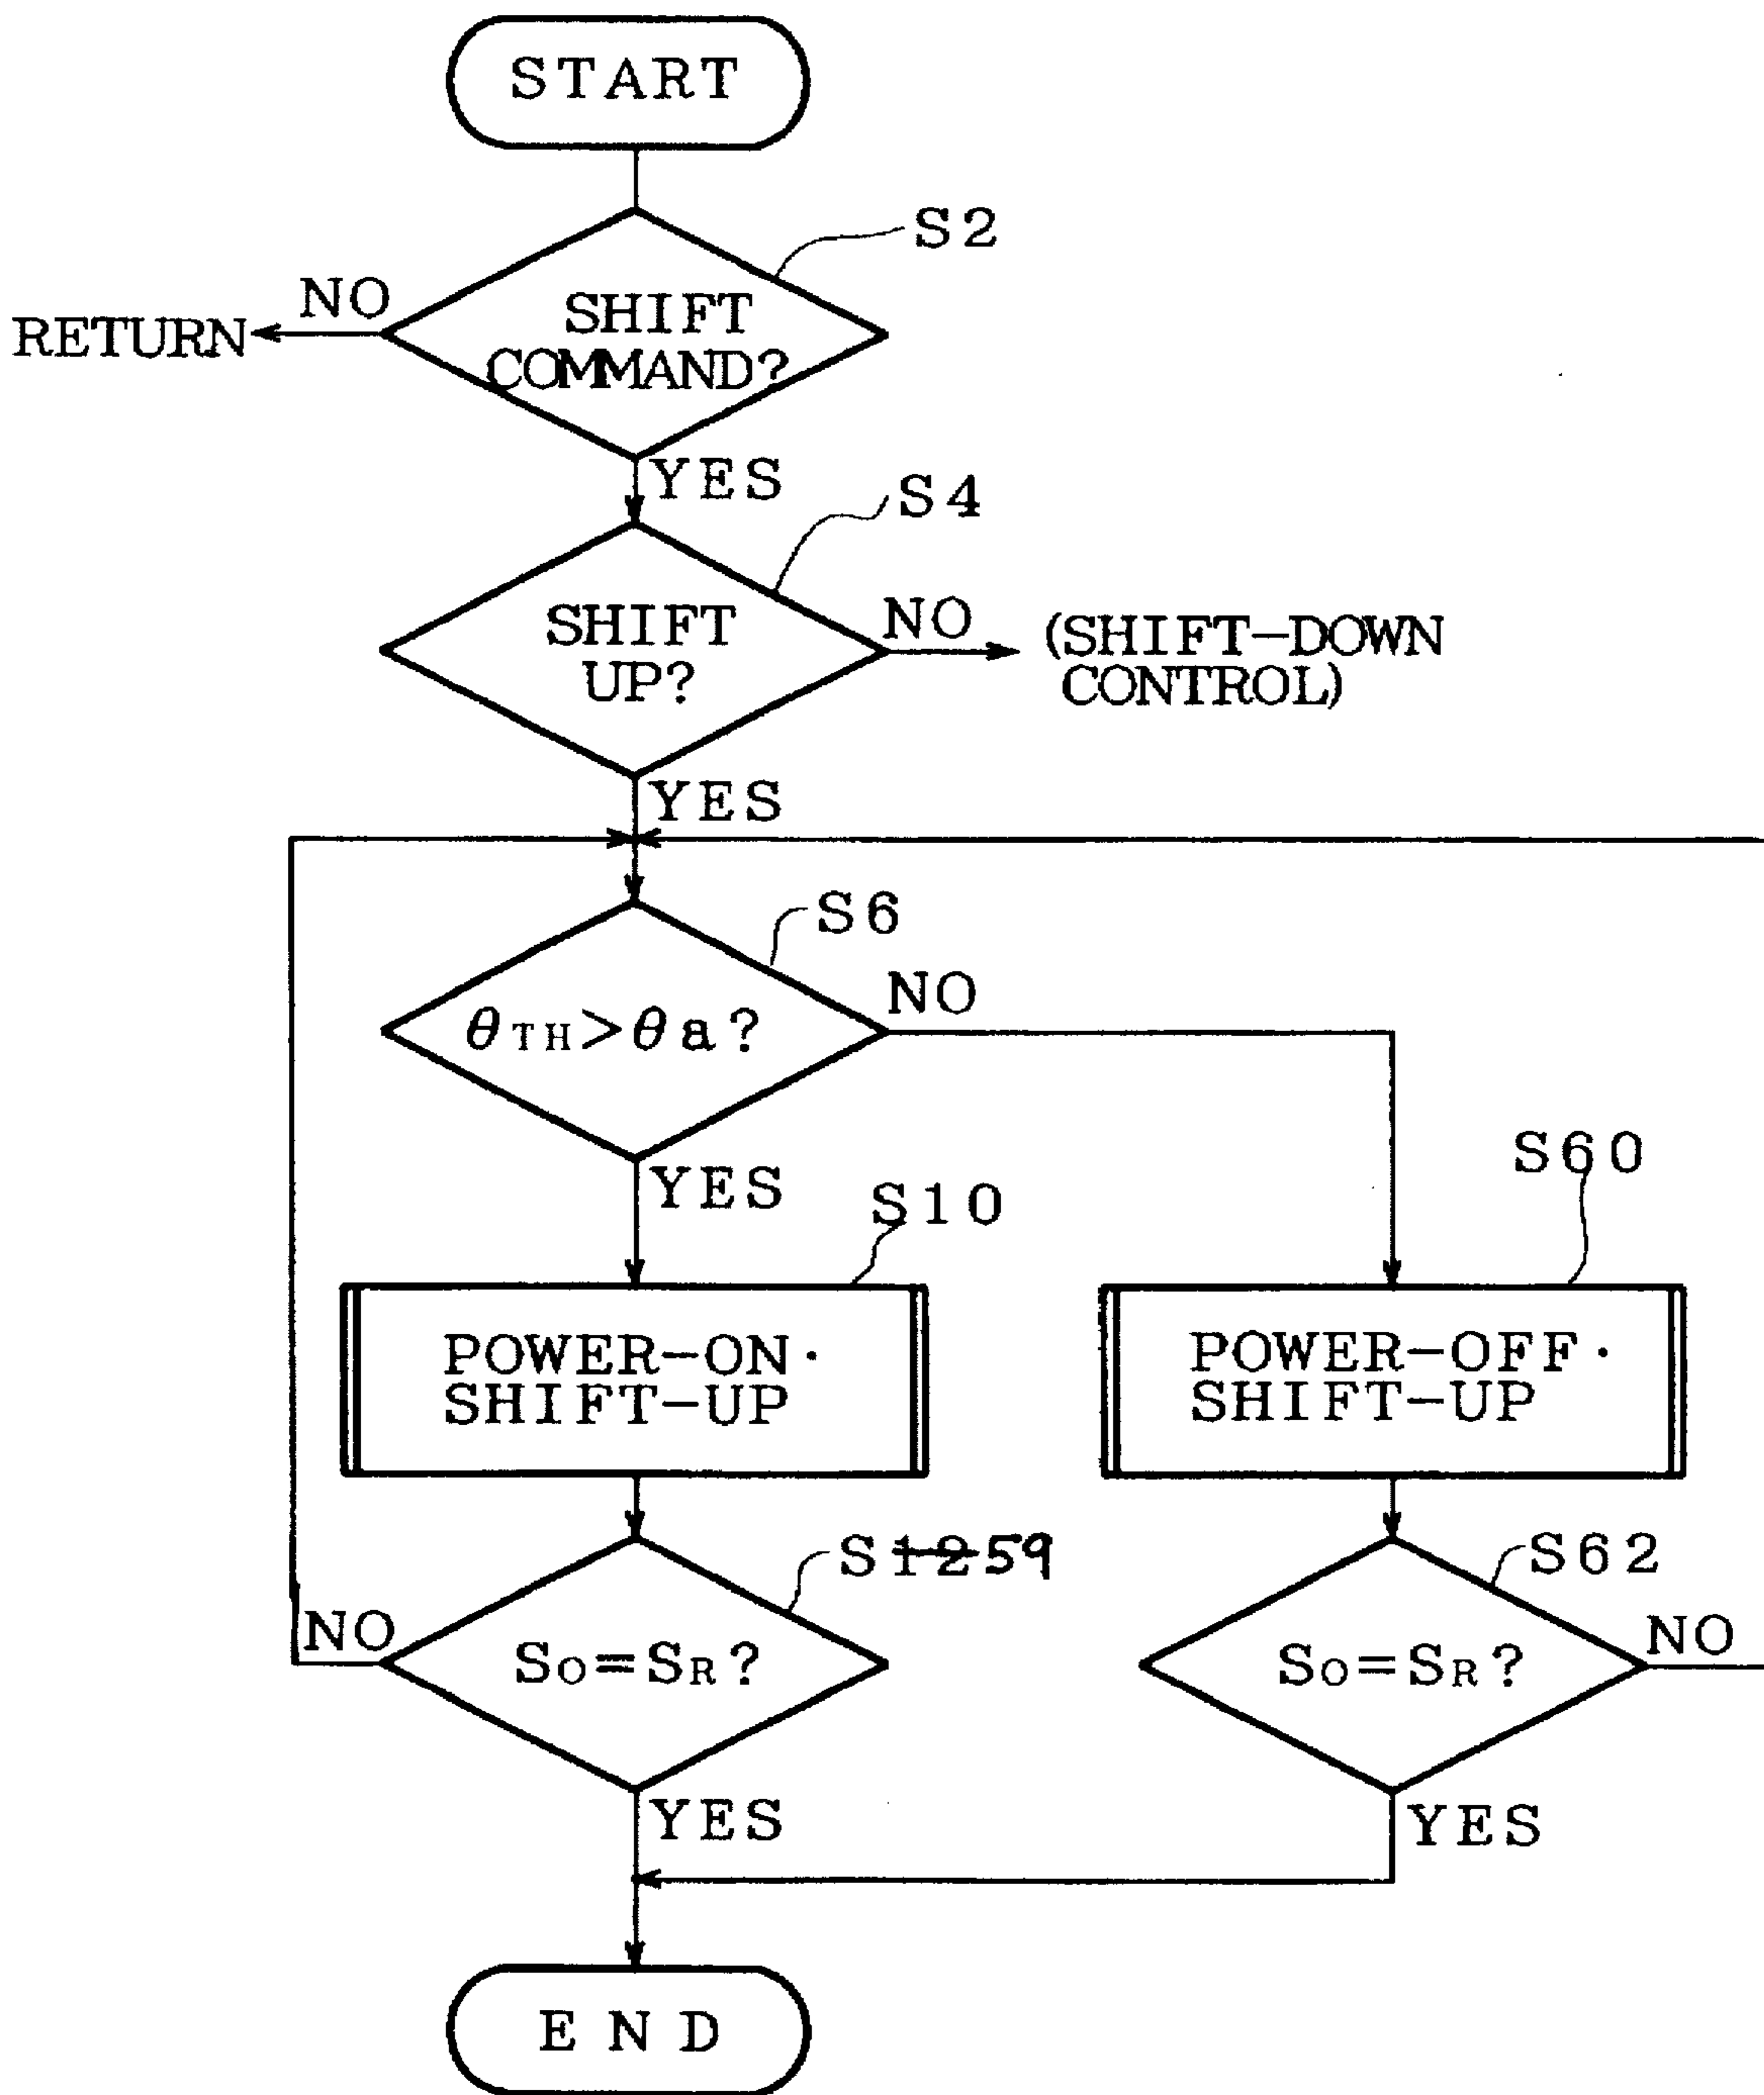 START
S2
NO
RETURN
SHIFT
COMMAND?
YES
S4
SHIFT
UP?
NO
(SHIFT-DOWN
CONTROL)
YES
S6
θTH>θa?
NO
YES
S10
S60
POWER-ON·
SHIFT-UP
POWER-OFF·
SHIFT-UP
S1259
S62
NO
SO=SR?
SO=SR?
NO
YES
YES
END